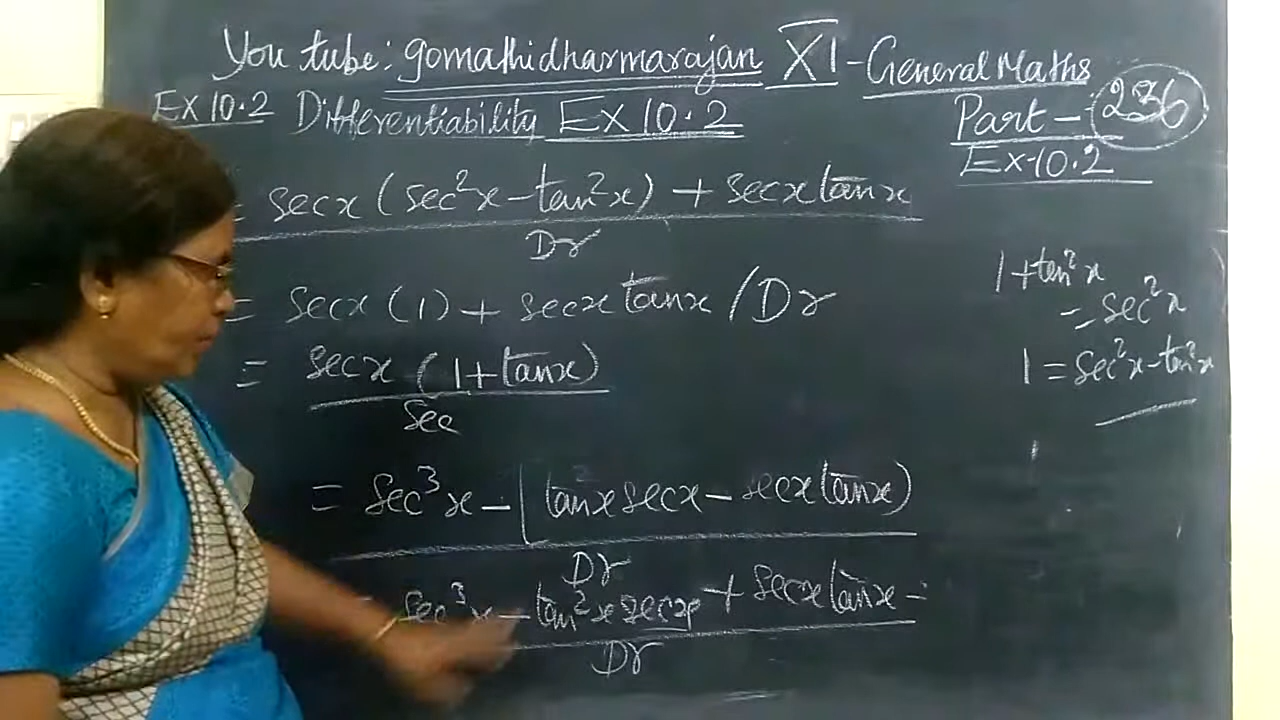 You tube: gomathidharmarajan XI - General Maths
Ex 10.2 Differentiability Ex 10.2
Part - 236
Ex-10.2
= secx (sec²x - tan²x) + secx tanx
Dr
= secx (1) + secx tanx / Dr
= secx (1 + tanx)
Sec
= Sec³x - [tan²x secx - secx tanx)
Dr
= Sec³x - tan²x secx + secx tanx =
Dr
1 + tan²x
= sec²x
1 = sec²x - tan²x